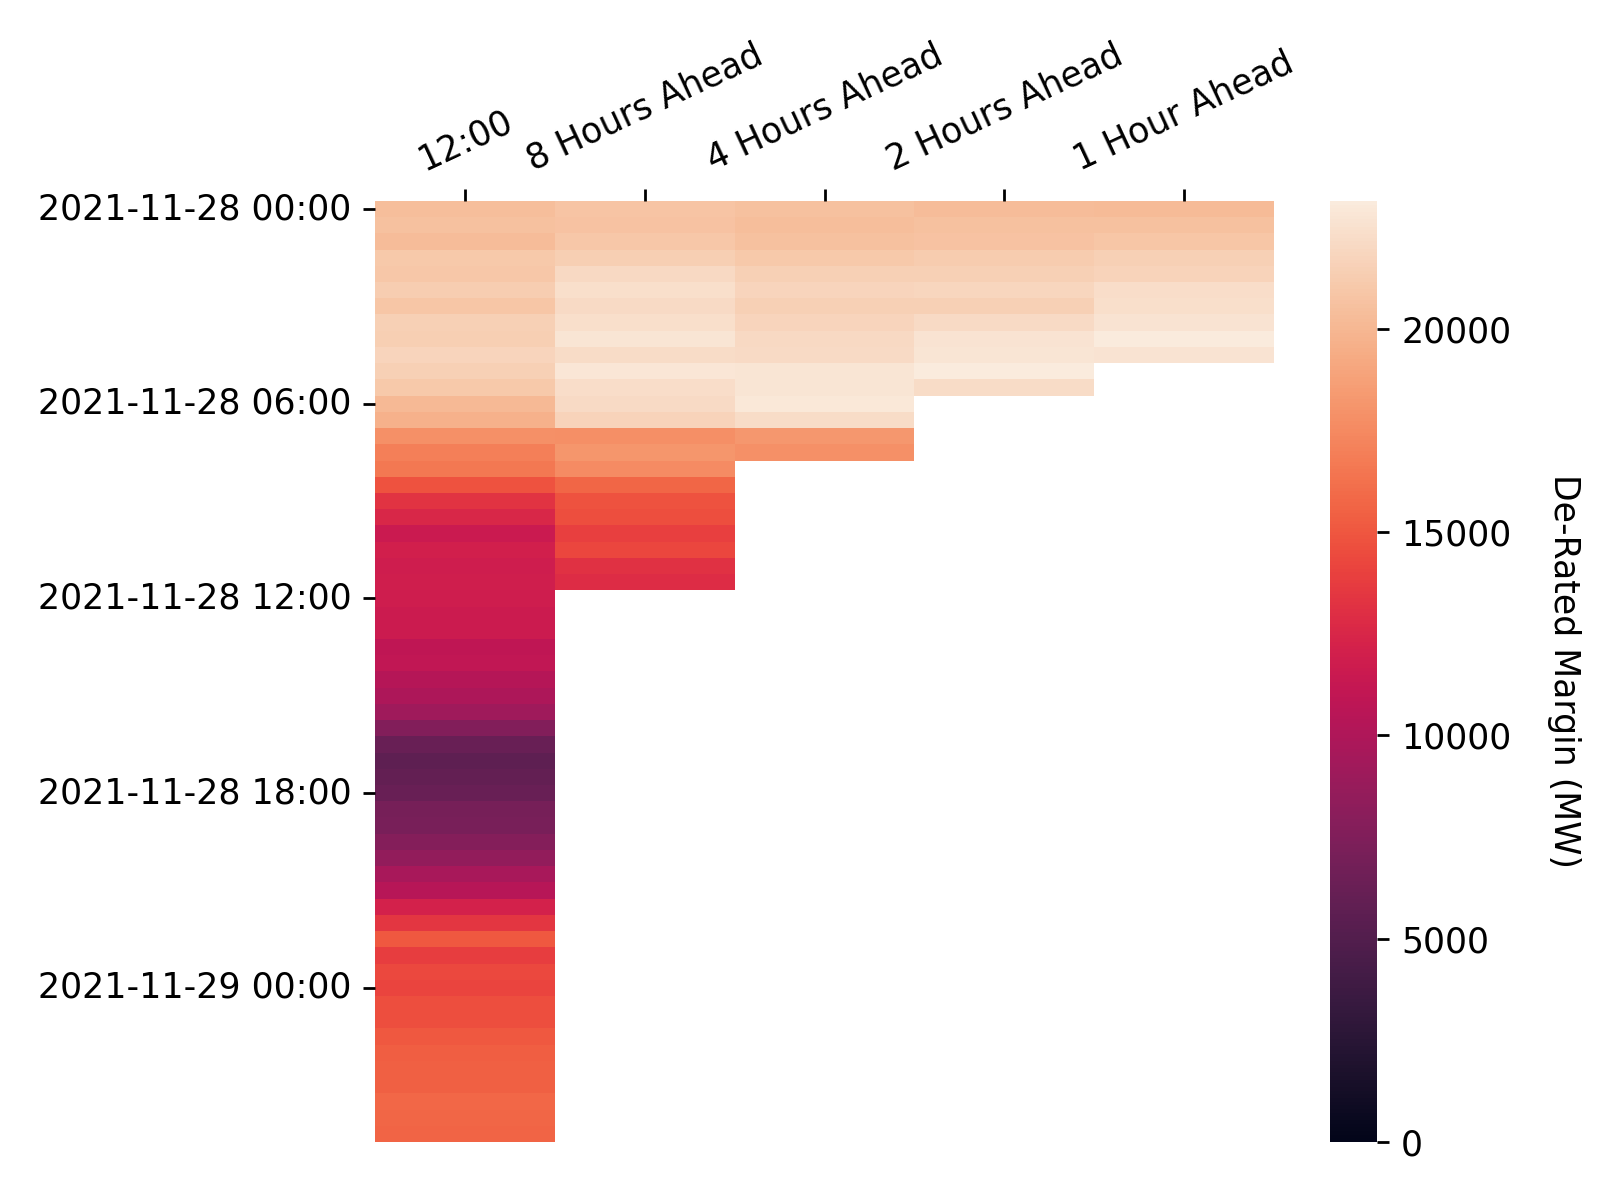 12:00
8 Hours Ahead
4 Hours Ahead
2 Hours Ahead
1 Hour Ahead
2021-11-28 00:00
2021-11-28 06:00
2021-11-28 12:00
2021-11-28 18:00
2021-11-29 00:00
20000
15000
10000
5000
0
De-Rated Margin (MW)